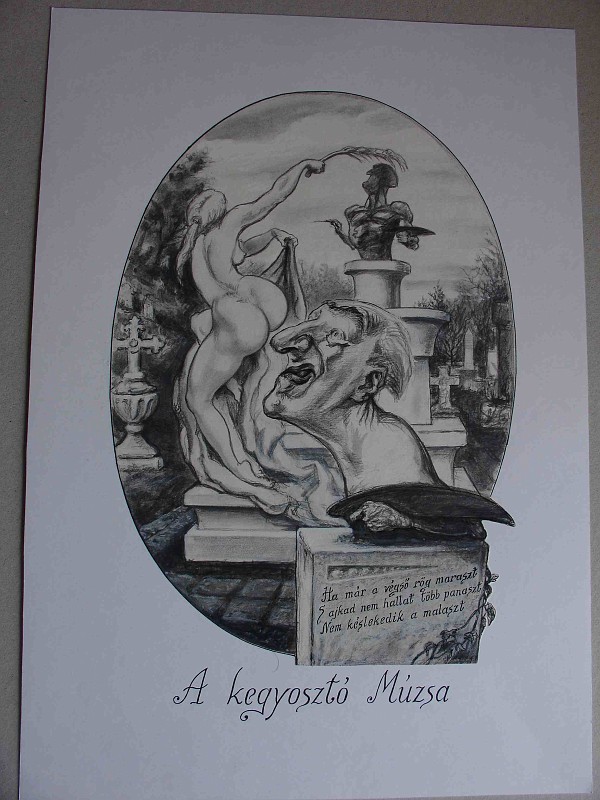 Ha már a végső rög maraszt
S ajkad nem hallat több panaszt
Nem késlekedik a malaszt
A kegyosztó Múzsa